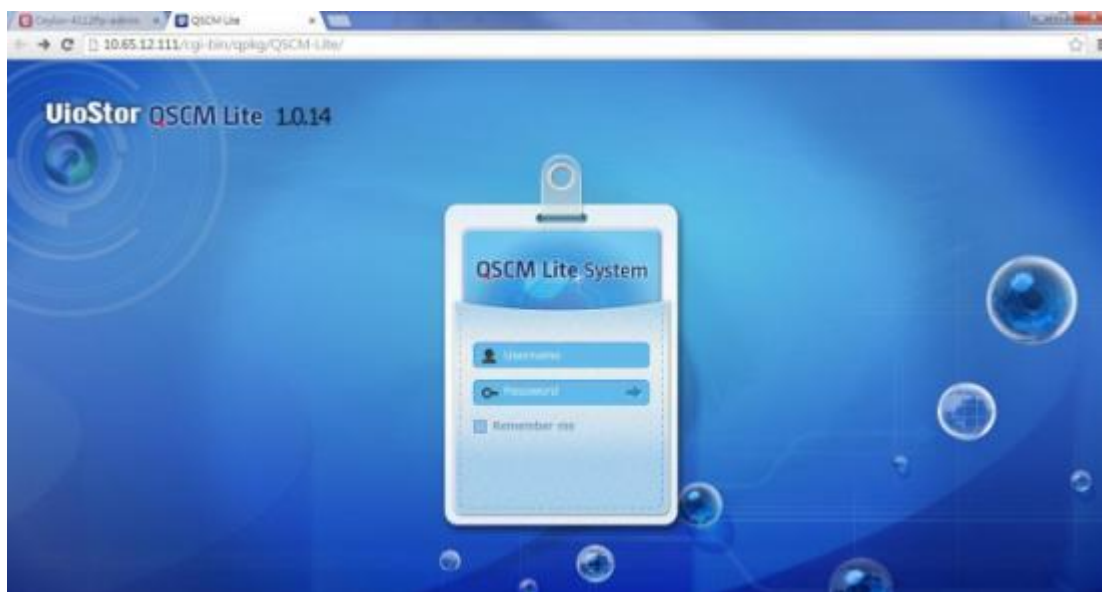 QSCM Lite
10.65.12.111/cgi-bin/qpkg/QSCM-Lite/
VioStor QSCM Lite 1.0.14
QSCM Lite System
Username
Password
Remember me